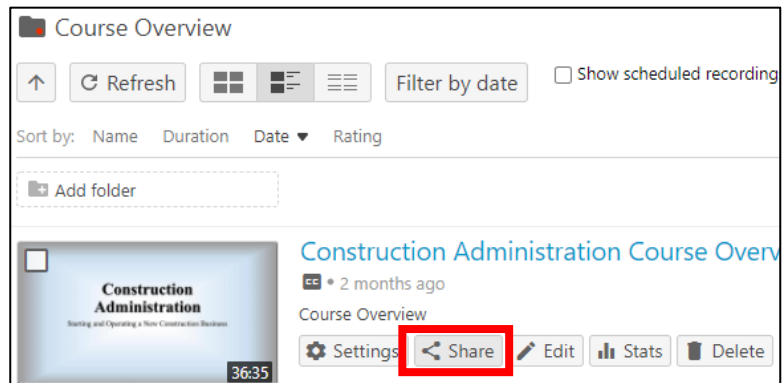 Course Overview
Refresh Filter by date Show scheduled recording
Sort by: Name Duration Date Rating
Add folder
Construction Administration Course Overv
CC • 2 months ago
Course Overview
Settings Share Edit Stats Delete
Construction
Administration
Starting and Operating a New Construction Business
36:35